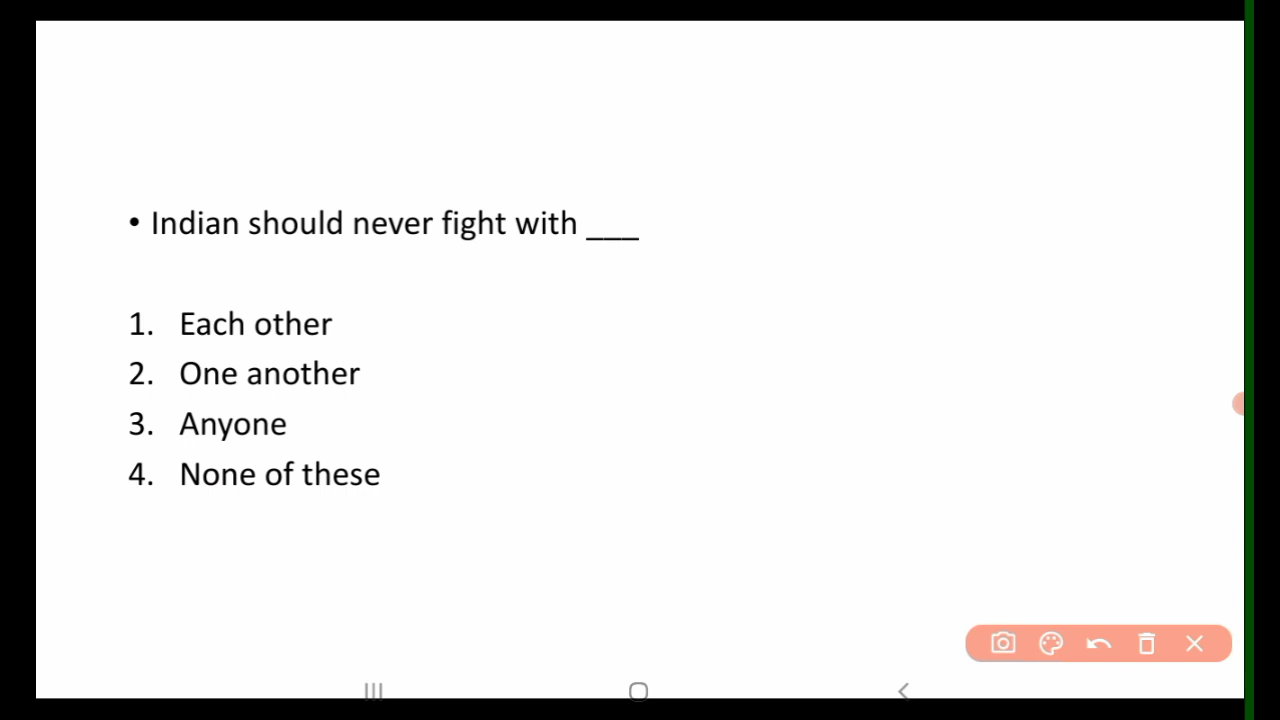 • Indian should never fight with ___
1. Each other
2. One another
3. Anyone
4. None of these